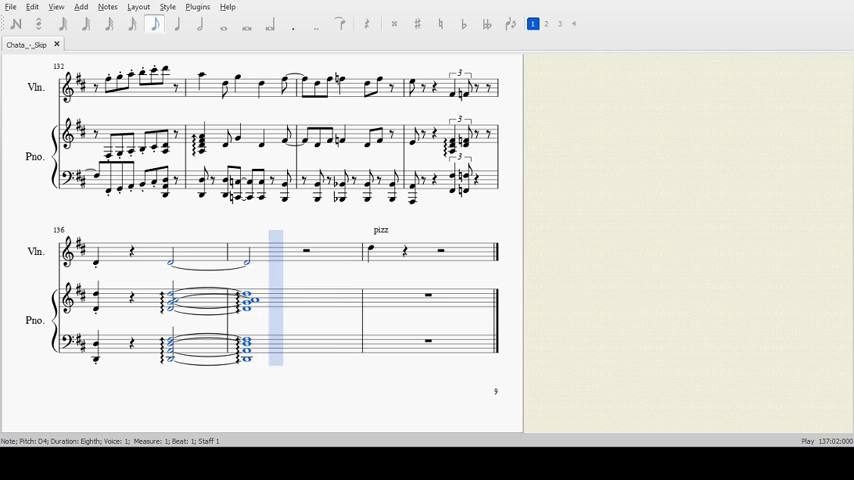 File Edit View Add Notes Layout Style Plugins Help
1 2 3 4
Chata_-_Skip
132
Vln.
3
Pno.
3
3
136
pizz
Vln.
Pno.
9
Note; Pitch: D4; Duration: Eighth; Voice: 1; Measure: 1; Beat: 1; Staff 1
Play 137:02:000